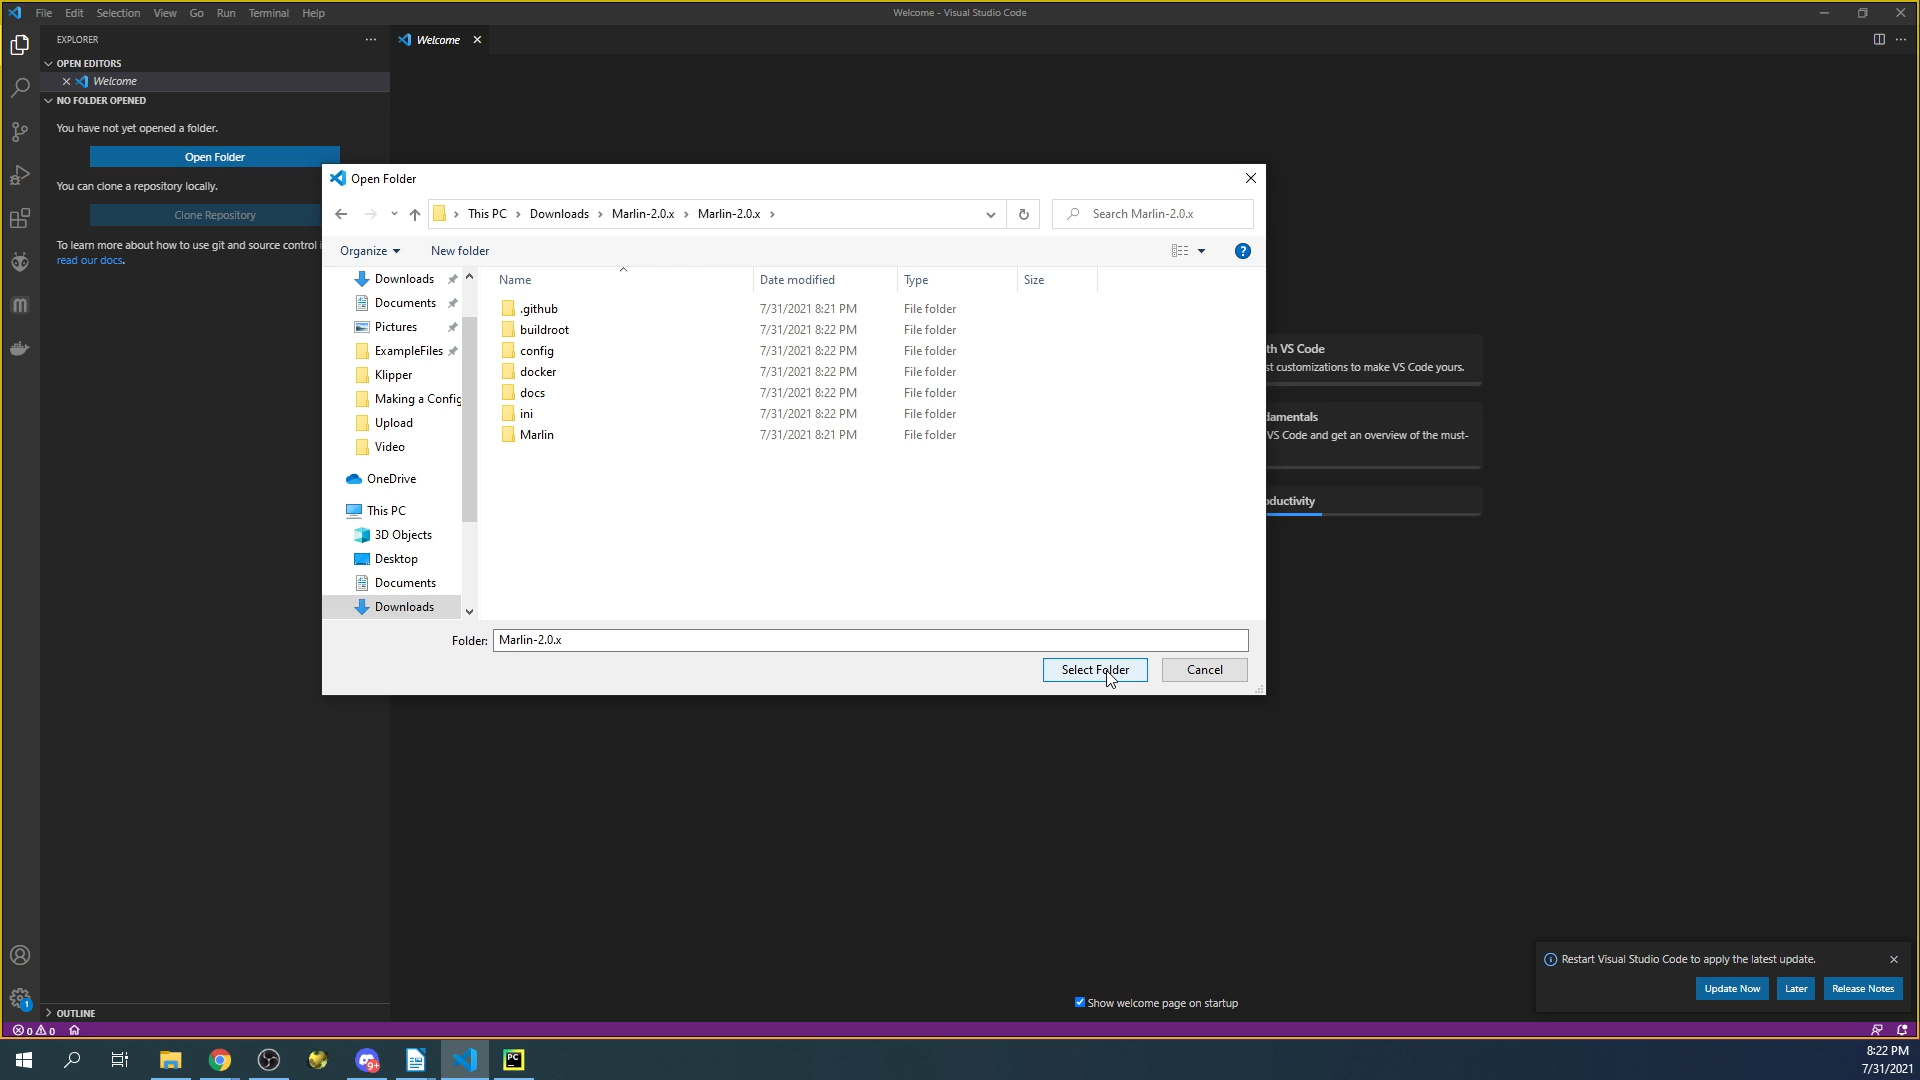 File Edit Selection View Go Run Terminal Help
Welcome - Visual Studio Code
EXPLORER
Welcome
OPEN EDITORS
Welcome
NO FOLDER OPENED
You have not yet opened a folder.
Open Folder
You can clone a repository locally.
Clone Repository
To learn more about how to use git and source control
read our docs.
Open Folder
This PC > Downloads > Marlin-2.0.x > Marlin-2.0.x >
Search Marlin-2.0.x
Organize New folder
Name Date modified Type Size
Downloads
Documents
Pictures
ExampleFiles
Klipper
Making a Config
Upload
Video
OneDrive
This PC
3D Objects
Desktop
Documents
Downloads
.github 7/31/2021 8:21 PM File folder
buildroot 7/31/2021 8:22 PM File folder
config 7/31/2021 8:22 PM File folder
docker 7/31/2021 8:22 PM File folder
docs 7/31/2021 8:22 PM File folder
ini 7/31/2021 8:22 PM File folder
Marlin 7/31/2021 8:21 PM File folder
Folder: Marlin-2.0.x
Select Folder Cancel
th VS Code
st customizations to make VS Code yours.
damentals
VS Code and get an overview of the must-
oductivity
Show welcome page on startup
Restart Visual Studio Code to apply the latest update.
Update Now Later Release Notes
1
OUTLINE
0 0
9+
PC
8:22 PM
7/31/2021